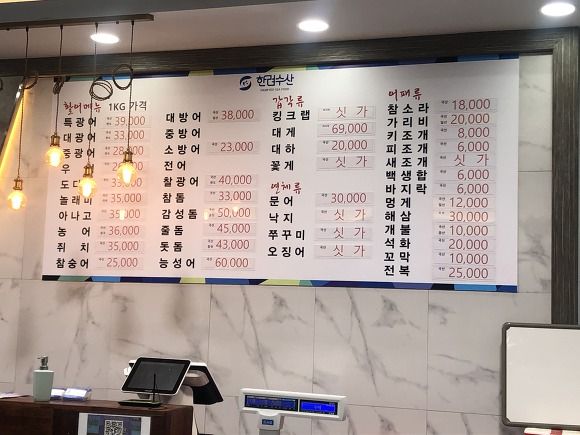 한러수산
활어메뉴 1KG 가격
특광어 39,000
대광어 33,000
중광어 28,000
우
도다 35,000
놀래미 35,000
아나고 35,000
농어 36,000
쥐치 35,000
참숭어 25,000
대방어 38,000
중방어
소방어 23,000
전어
찰광어 40,000
참돔 33,000
감성돔 50,000
줄돔 45,000
돗돔 43,000
능성어 60,000
갑각류
킹크랩 싯가
대게 69,000
대하 20,000
꽃게 싯가
연체류
문어 30,000
낙지 싯가
쭈꾸미 싯가
오징어 싯가
어패류
참소라 18,000
가리비 20,000
키조개 8,000
피조개 6,000
새조개 싯가
백생합 6,000
바지락 6,000
멍게 12,000
해삼 30,000
개불 10,000
석화 20,000
꼬막 10,000
전복 25,000